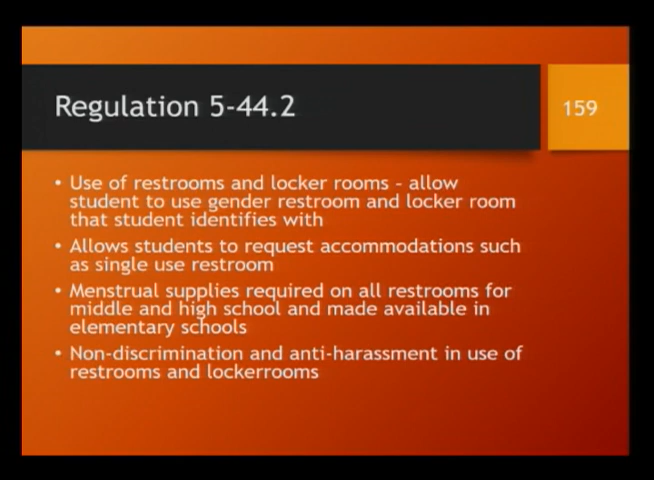 Regulation 5-44.2
159
• Use of restrooms and locker rooms - allow
student to use gender restroom and locker room
that student identifies with
• Allows students to request accommodations such
as single use restroom
• Menstrual supplies required on all restrooms for
middle and high school and made available in
elementary schools
• Non-discrimination and anti-harassment in use of
restrooms and lockerrooms